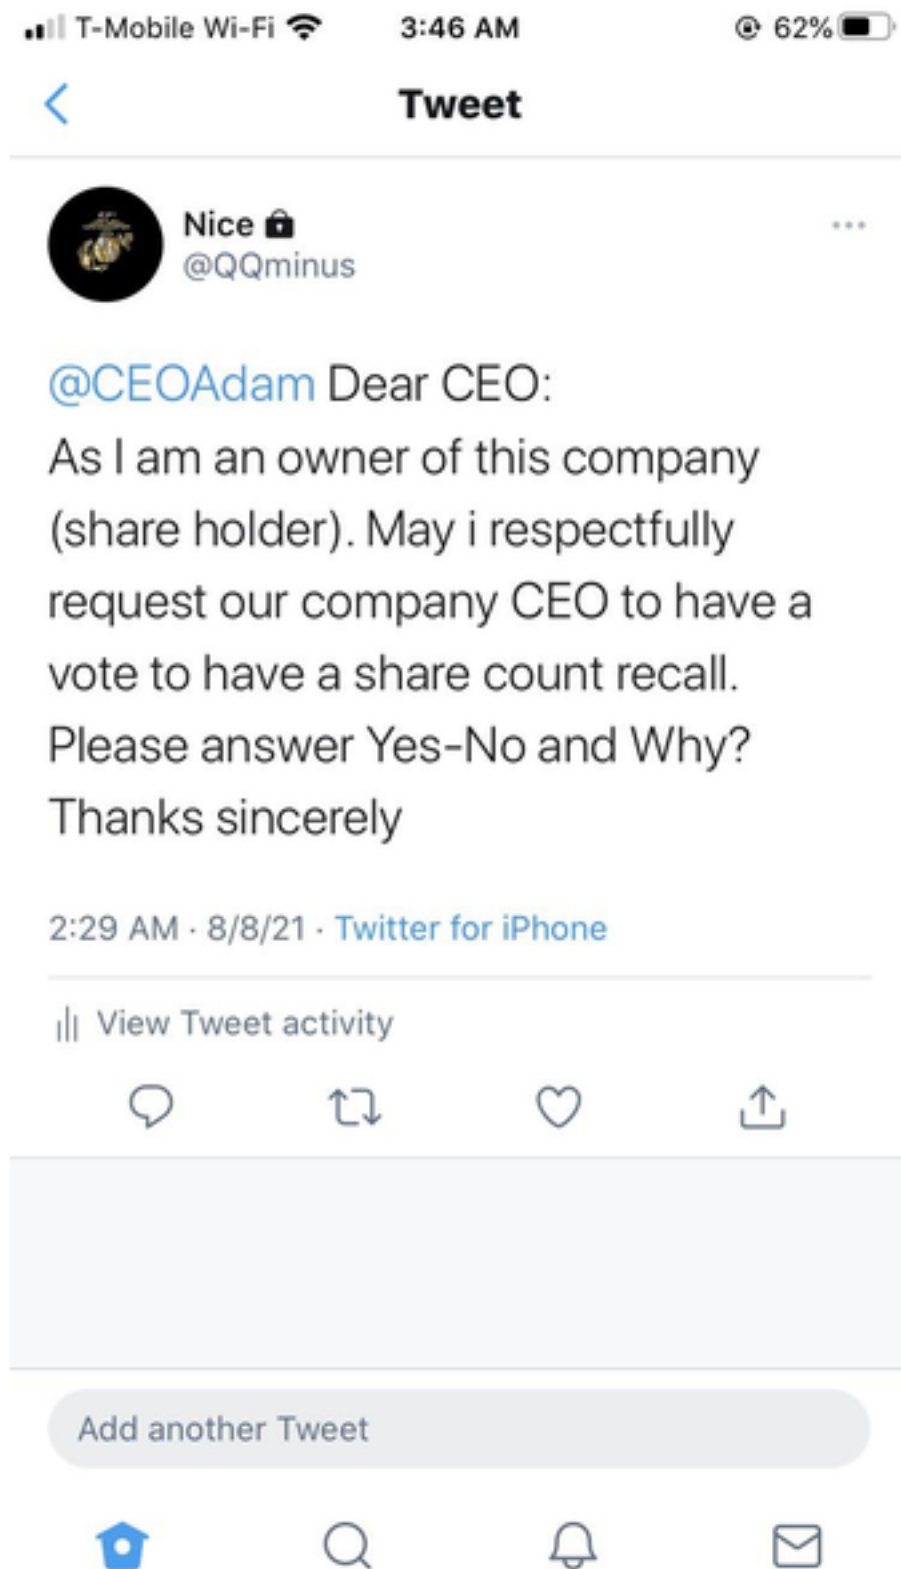 T-Mobile Wi-Fi 3:46 AM 62%
Tweet
Nice
@QQminus
@CEOAdam Dear CEO:
As I am an owner of this company
(share holder). May i respectfully
request our company CEO to have a
vote to have a share count recall.
Please answer Yes-No and Why?
Thanks sincerely
2:29 AM · 8/8/21 · Twitter for iPhone
View Tweet activity
Add another Tweet